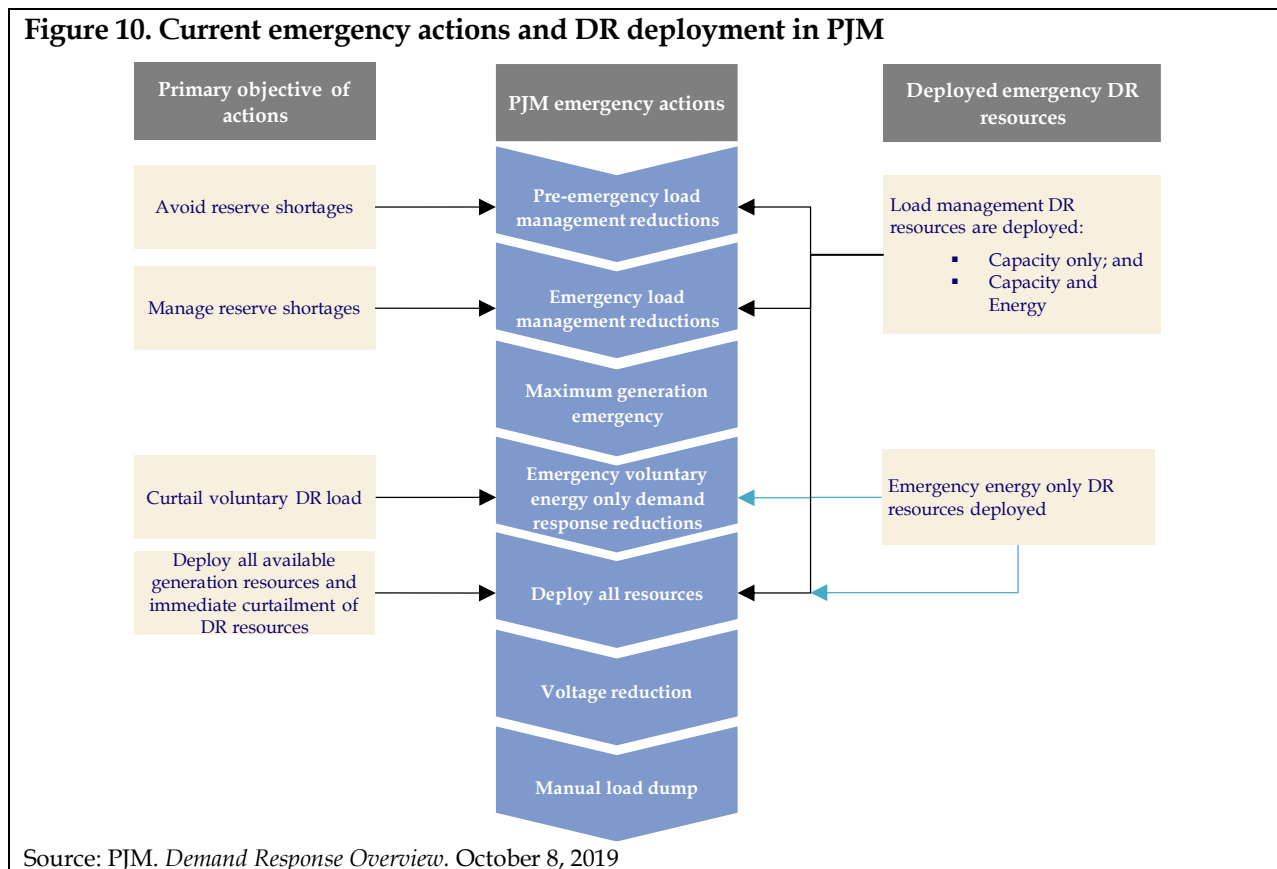 Figure 10. Current emergency actions and DR deployment in PJM
Primary objective of
actions
PJM emergency actions
Deployed emergency DR
resources
Avoid reserve shortages
Pre-emergency load
management reductions
Load management DR
resources are deployed:
▪ Capacity only; and
▪ Capacity and
Energy
Manage reserve shortages
Emergency load
management reductions
Maximum generation
emergency
Curtail voluntary DR load
Emergency voluntary
energy only demand
response reductions
Emergency energy only DR
resources deployed
Deploy all available
generation resources and
immediate curtailment of
DR resources
Deploy all resources
Voltage reduction
Manual load dump
Source: PJM. Demand Response Overview. October 8, 2019